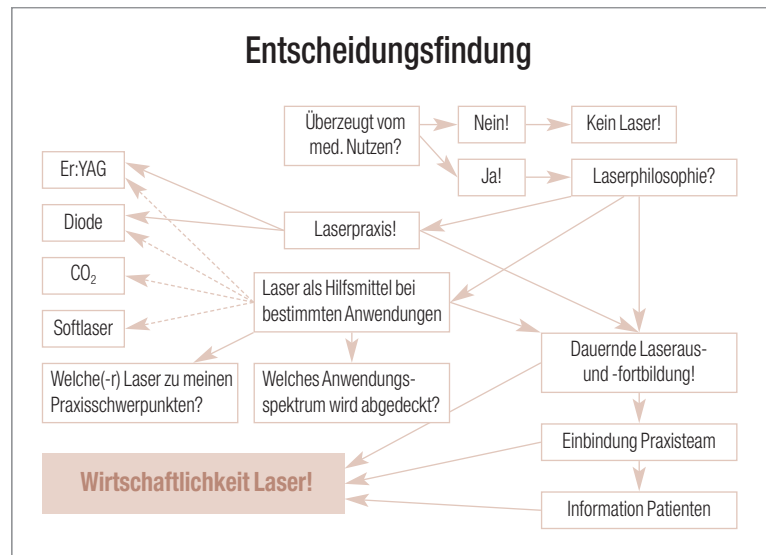 Entscheidungsfindung
Überzeugt vom
med. Nutzen?
Nein!
Kein Laser!
Ja!
Laserphilosophie?
Er:YAG
Diode
CO₂
Softlaser
Laserpraxis!
Laser als Hilfsmittel bei
bestimmten Anwendungen
Welche(-r) Laser zu meinen
Praxisschwerpunkten?
Welches Anwendungs-
spektrum wird abgedeckt?
Dauernde Laseraus-
und -fortbildung!
Einbindung Praxisteam
Information Patienten
Wirtschaftlichkeit Laser!